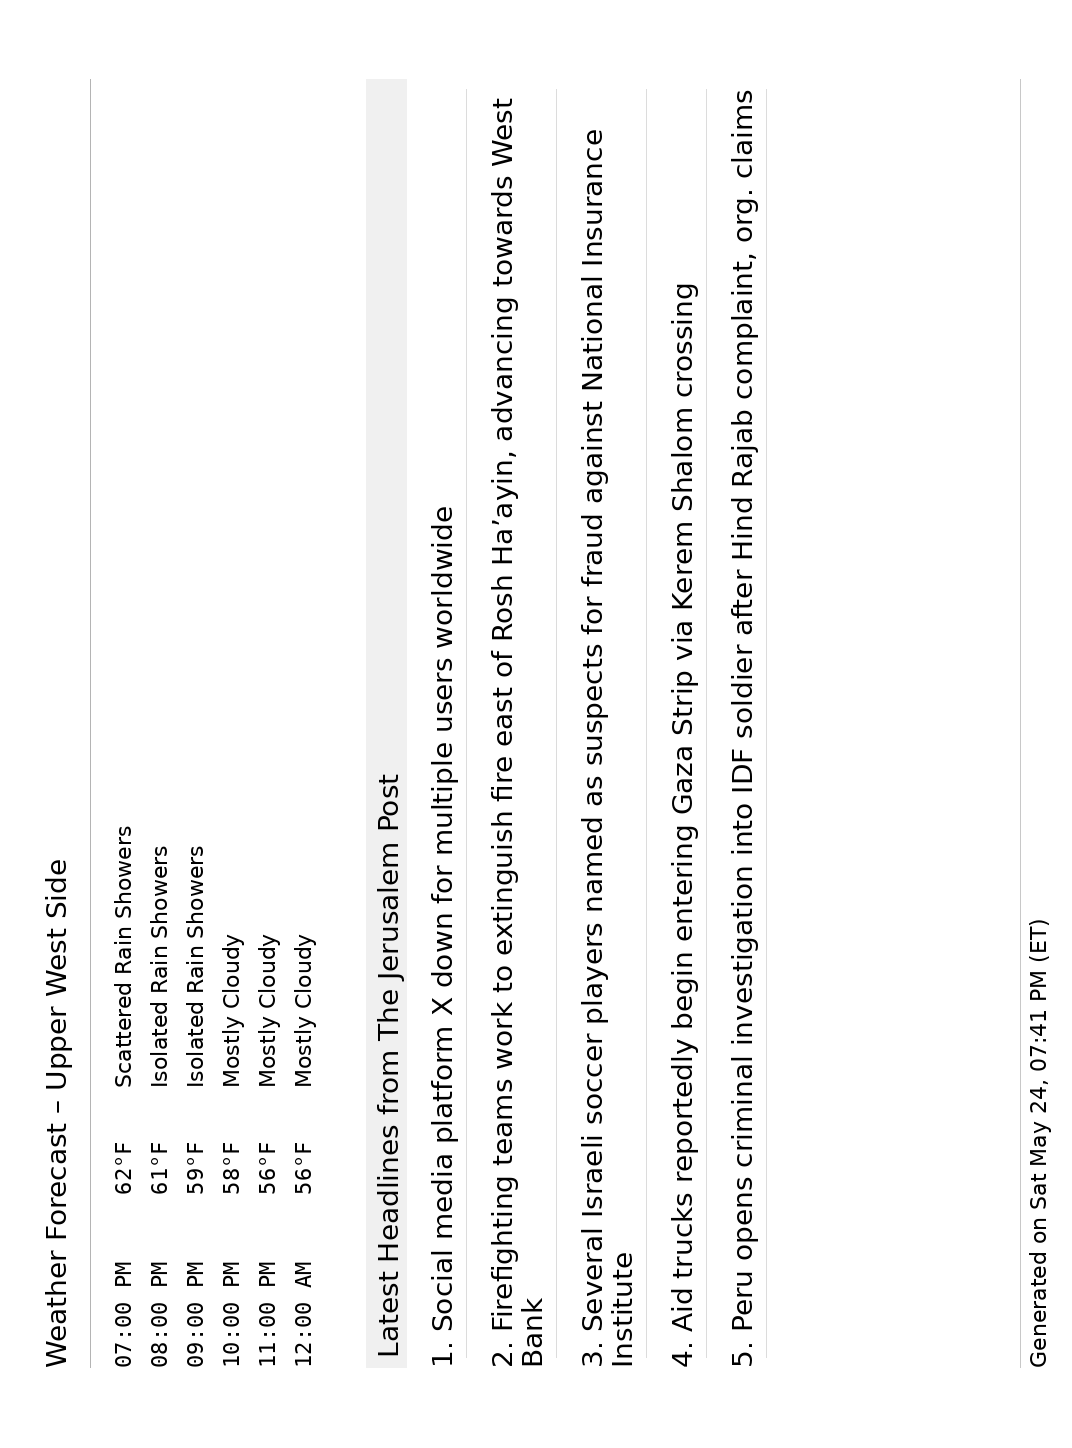 Weather Forecast – Upper West Side
07:00 PM 62°F Scattered Rain Showers
08:00 PM 61°F Isolated Rain Showers
09:00 PM 59°F Isolated Rain Showers
10:00 PM 58°F Mostly Cloudy
11:00 PM 56°F Mostly Cloudy
12:00 AM 56°F Mostly Cloudy
Latest Headlines from The Jerusalem Post
1. Social media platform X down for multiple users worldwide
2. Firefighting teams work to extinguish fire east of Rosh Ha’ayin, advancing towards West
Bank
3. Several Israeli soccer players named as suspects for fraud against National Insurance
Institute
4. Aid trucks reportedly begin entering Gaza Strip via Kerem Shalom crossing
5. Peru opens criminal investigation into IDF soldier after Hind Rajab complaint, org. claims
Generated on Sat May 24, 07:41 PM (ET)